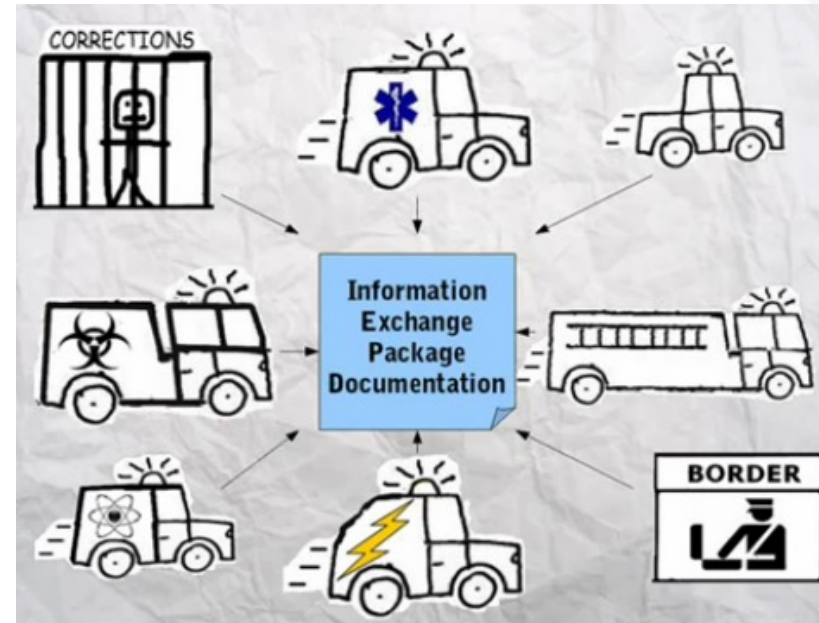 CORRECTIONS
Information
Exchange
Package
Documentation
BORDER